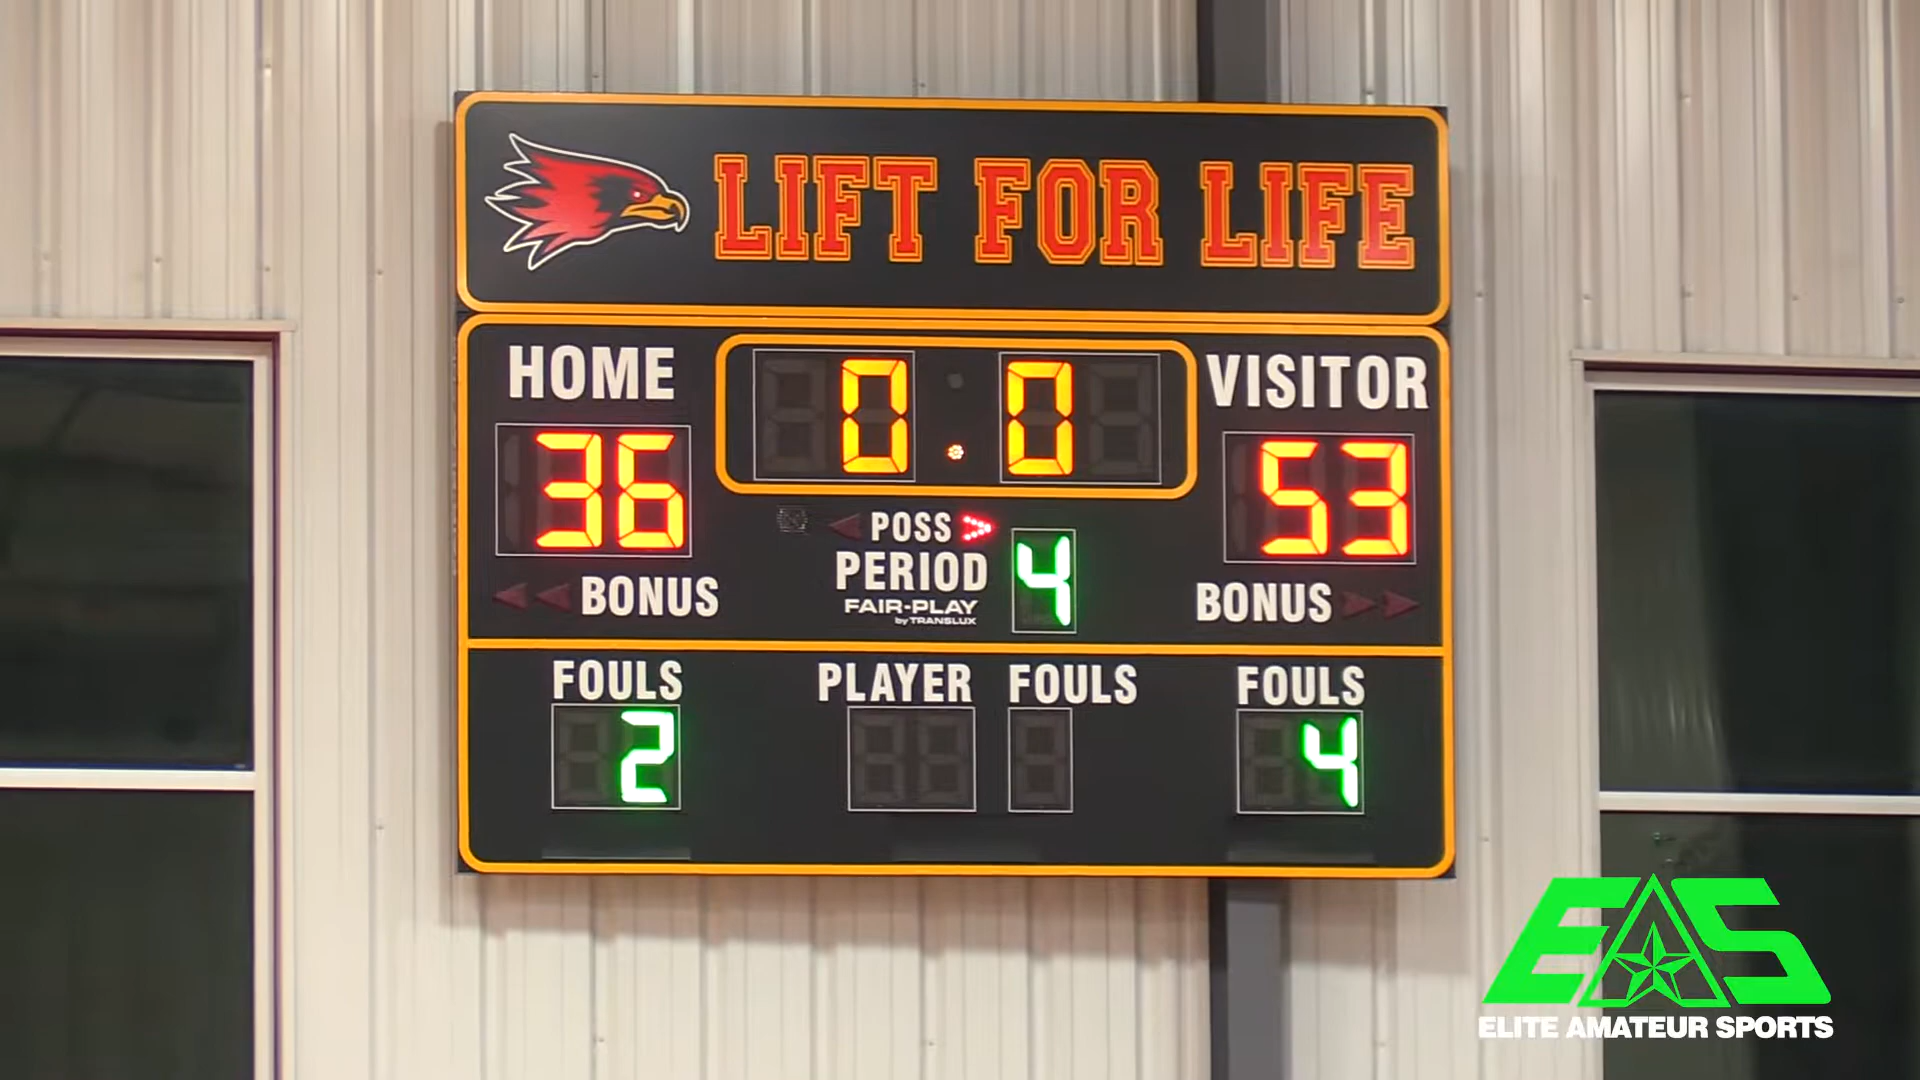 LIFT FOR LIFE
HOME
0.0
VISITOR
36
53
POSS
PERIOD
4
FAIR-PLAY
by TRANSLUX
BONUS
BONUS
FOULS
PLAYER
FOULS
FOULS
2
4
EAS
ELITE AMATEUR SPORTS